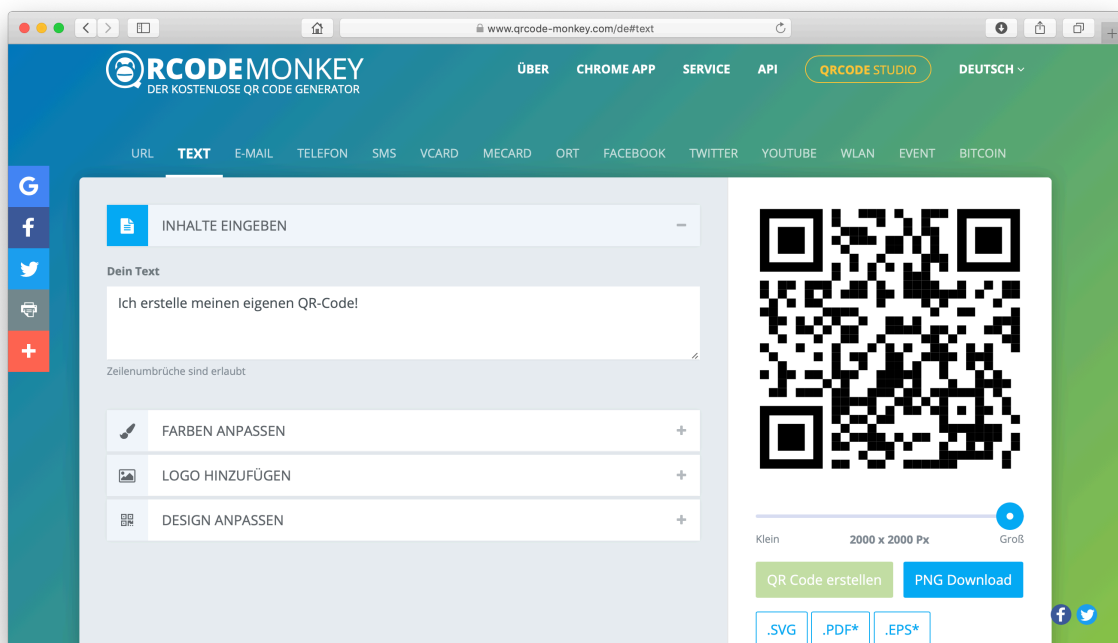 www.qrcode-monkey.com/de#text
QRCODEMONKEY
DER KOSTENLOSE QR CODE GENERATOR
ÜBER CHROME APP SERVICE API QRCODE STUDIO DEUTSCH
URL TEXT E-MAIL TELEFON SMS VCARD MECARD ORT FACEBOOK TWITTER YOUTUBE WLAN EVENT BITCOIN
INHALTE EINGEBEN
Dein Text
Ich erstelle meinen eigenen QR-Code!
Zeilenumbrüche sind erlaubt
FARBEN ANPASSEN
LOGO HINZUFÜGEN
DESIGN ANPASSEN
Klein 2000 x 2000 Px Groß
QR Code erstellen PNG Download
.SVG .PDF* .EPS*